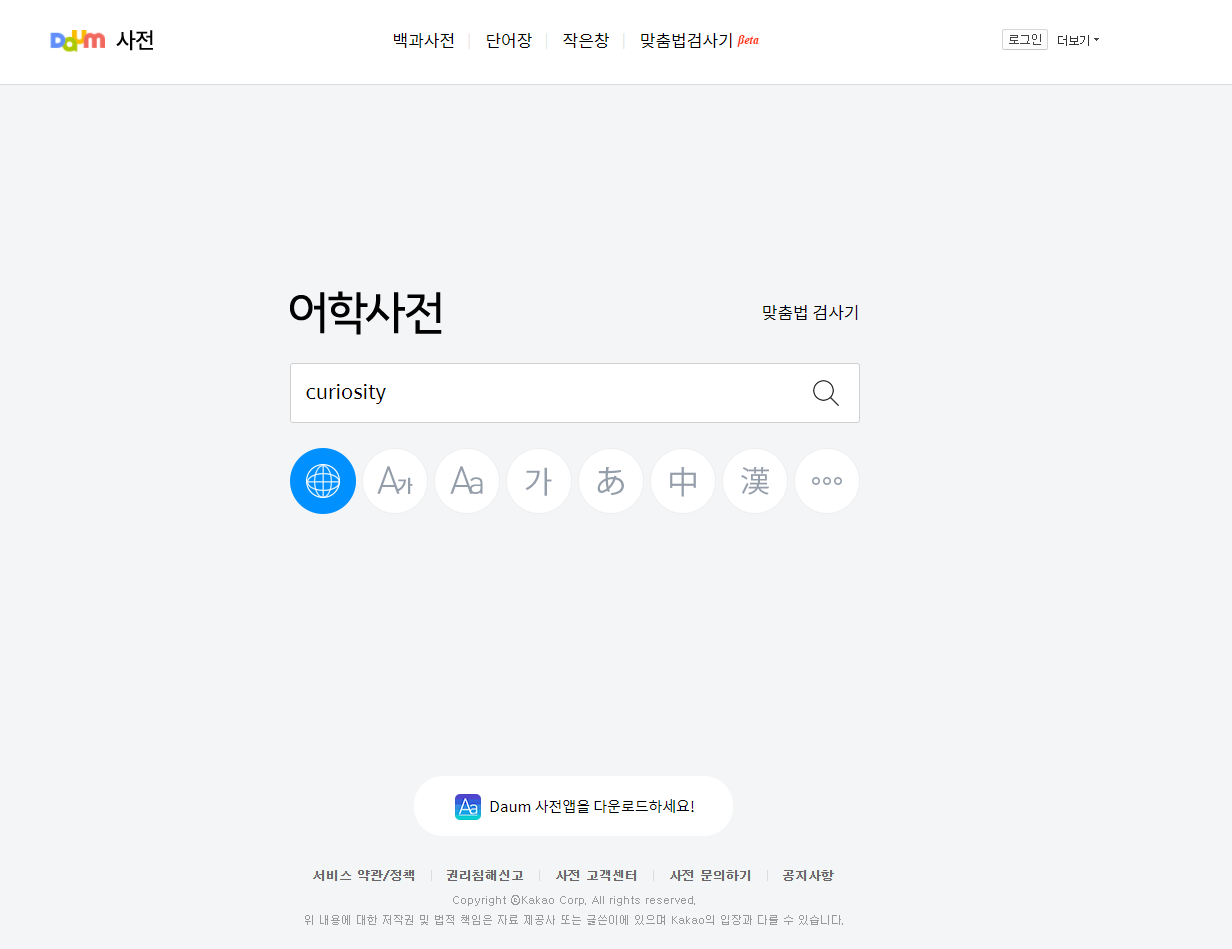 Daum 사전
백과사전 단어장 작은창 맞춤법검사기 βeta
로그인 더보기
어학사전
맞춤법 검사기
curiosity
A가 Aa 가 あ 中 漢
Aa Daum 사전앱을 다운로드하세요!
서비스 약관/정책 권리침해신고 사전 고객센터 사전 문의하기 공지사항
Copyright ⓒKakao Corp. All rights reserved.
위 내용에 대한 저작권 및 법적 책임은 자료 제공사 또는 글쓴이에 있으며 Kakao의 입장과 다를 수 있습니다.